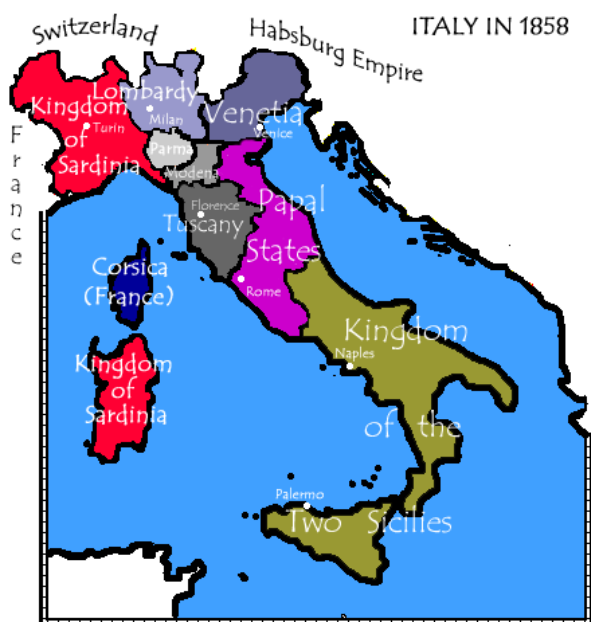 ITALY IN 1858
Switzerland
Habsburg Empire
France
Lombardy
Milan
Venetia
Venice
Kingdom
of
Sardinia
Turin
Parma
Modena
Florence
Tuscany
Papal
States
Rome
Corsica
(France)
Kingdom
of
Sardinia
Kingdom
Naples
of the
Palermo
Two Sicilies